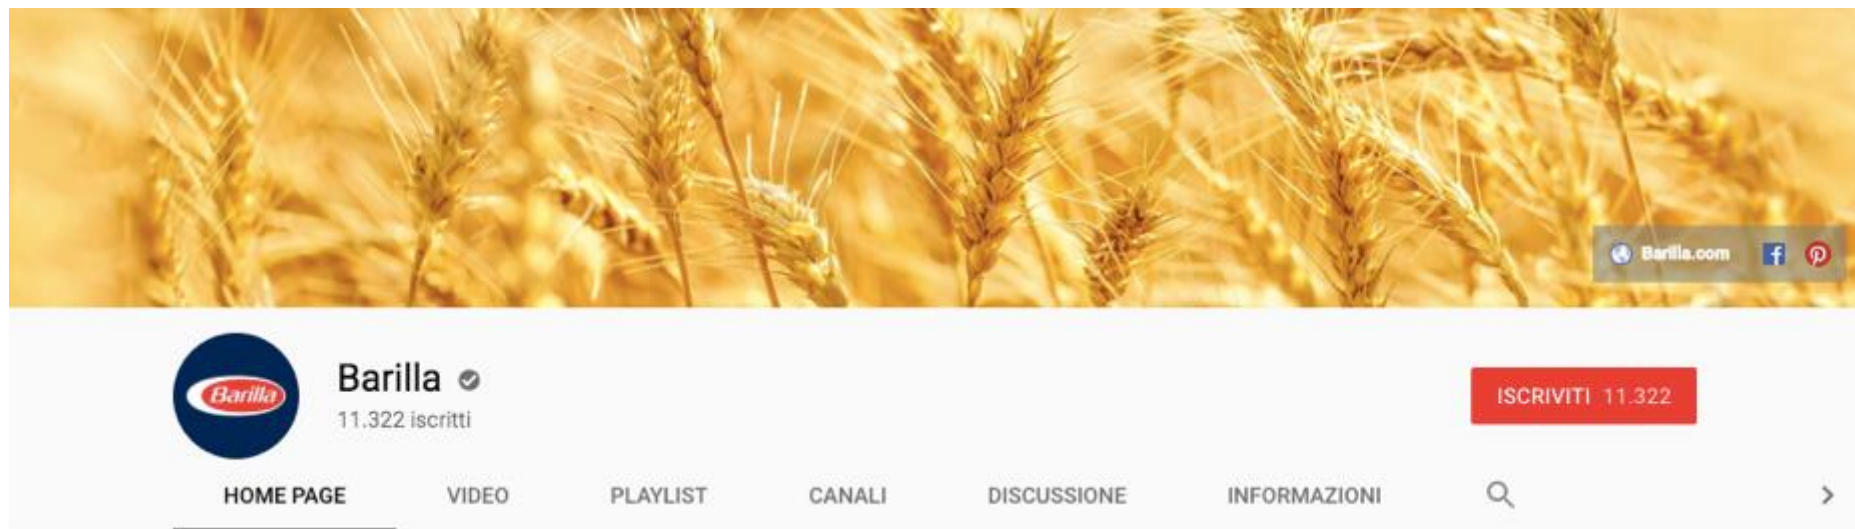 Barilla.com
Barilla
Barilla
11.322 iscritti
ISCRIVITI 11.322
HOME PAGE VIDEO PLAYLIST CANALI DISCUSSIONE INFORMAZIONI